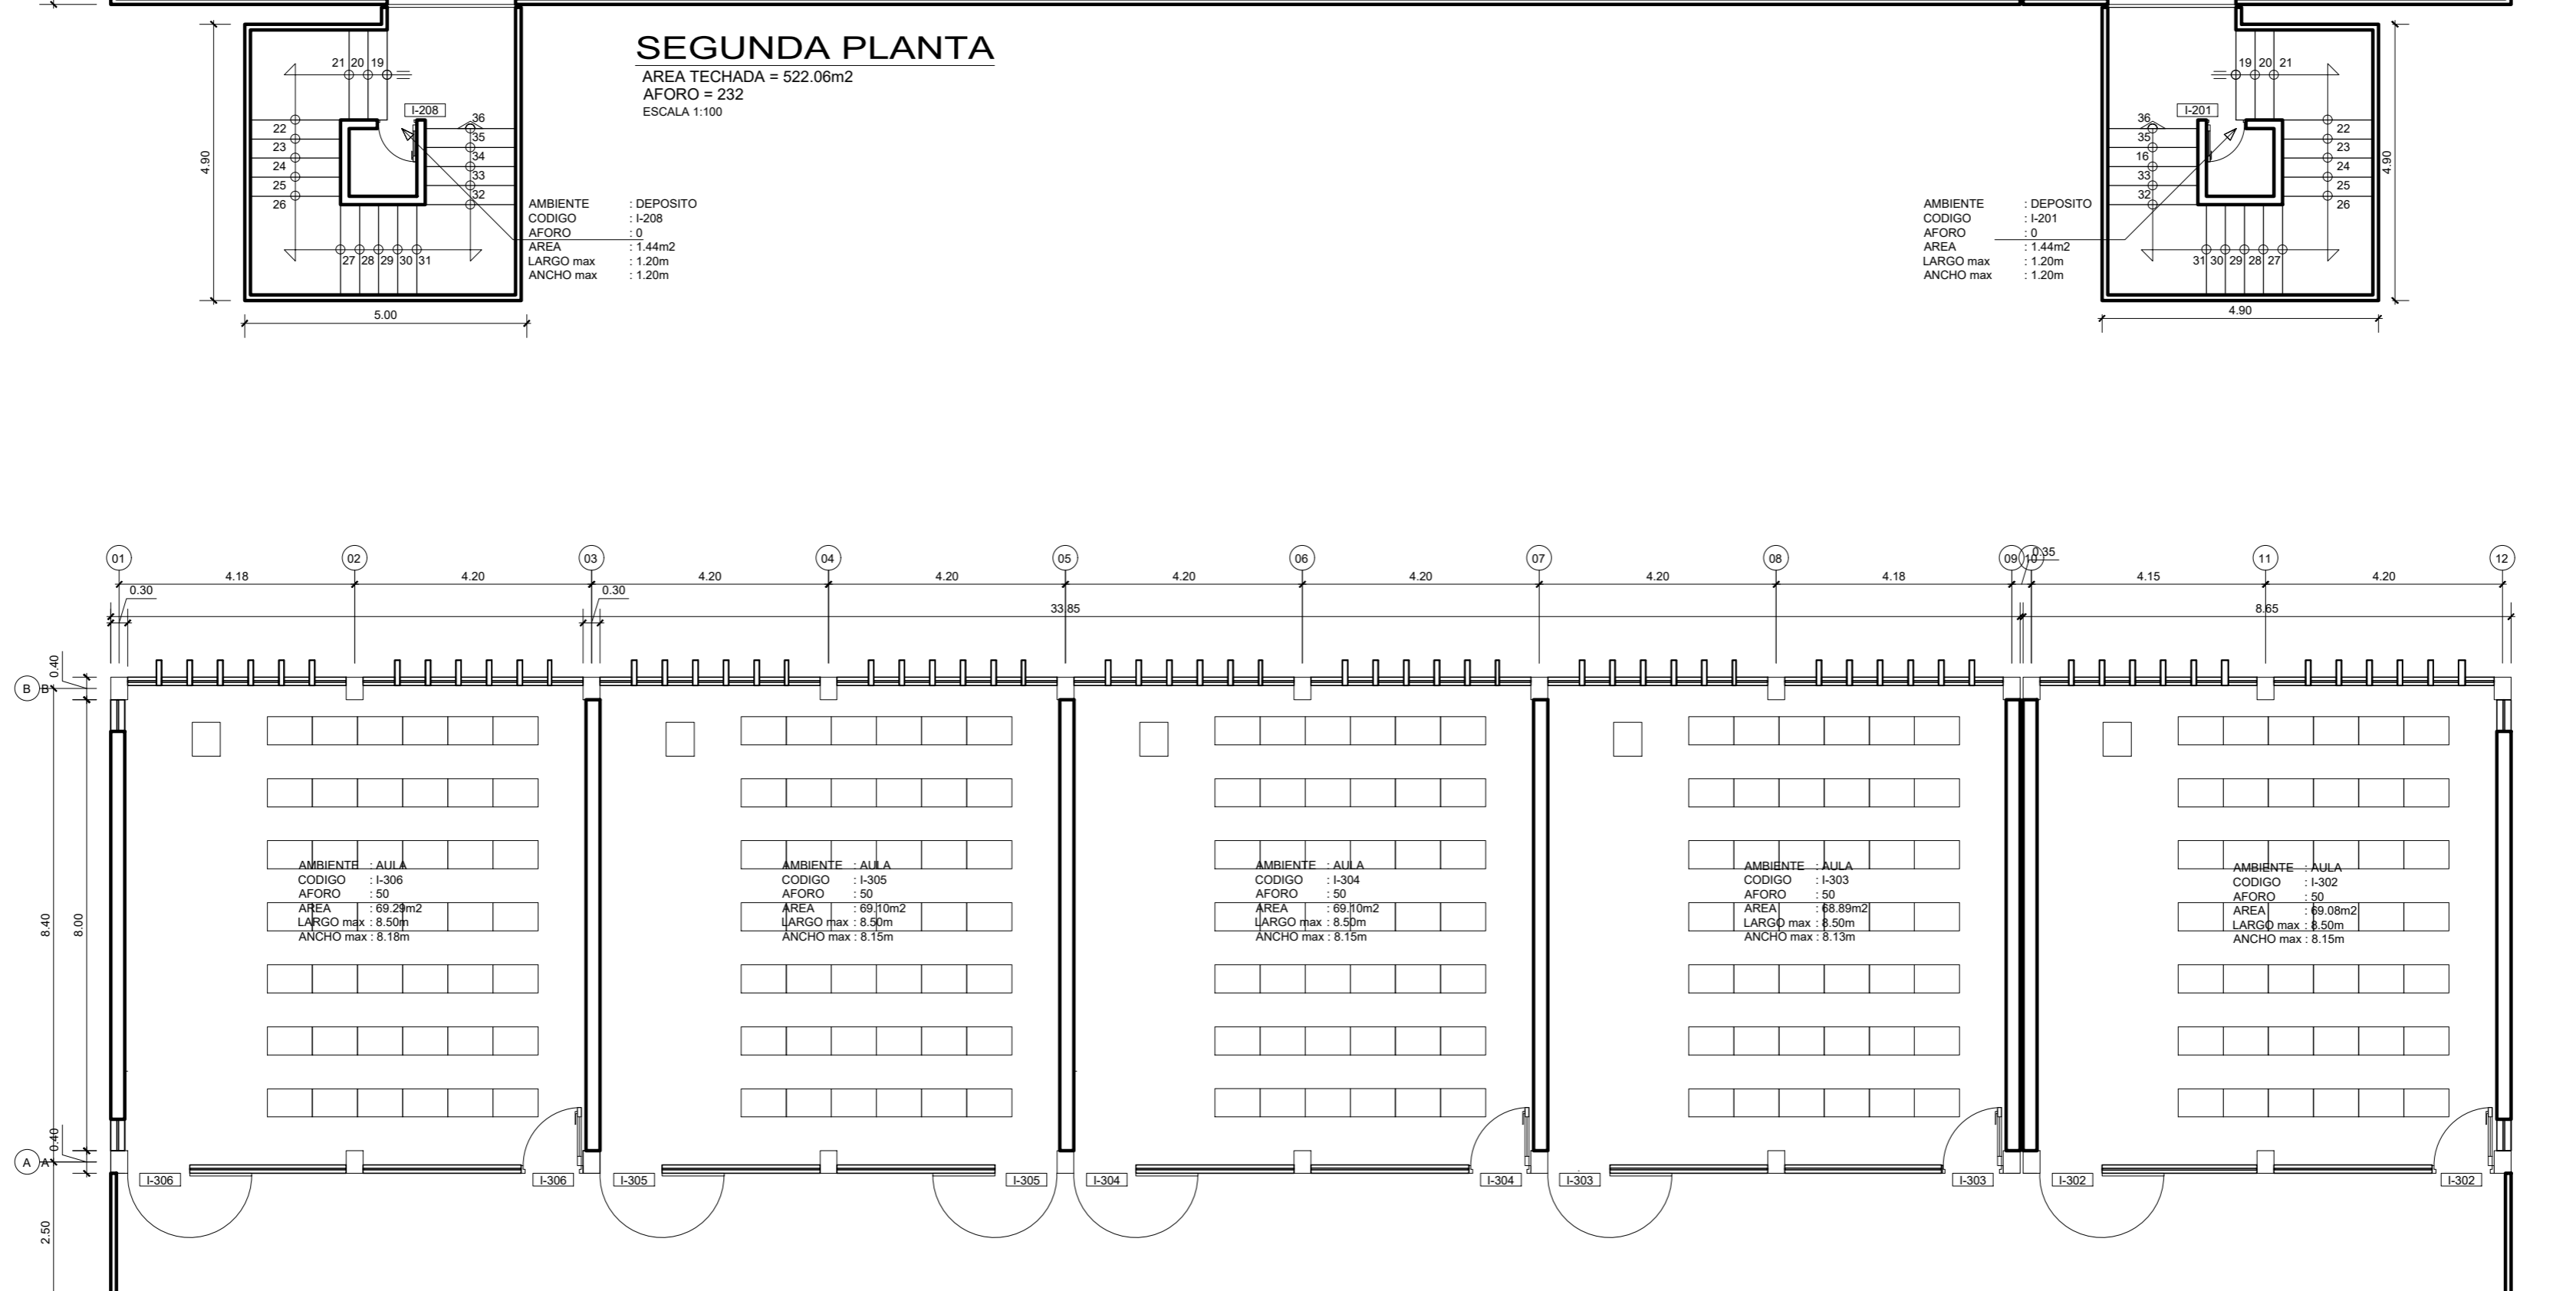 SEGUNDA PLANTA
AREA TECHADA = 522.06m2
AFORO = 232
ESCALA 1:100
21 20 19
I-208
22
23
24
25
26
36
35
34
33
32
27 28 29 30 31
4.90
5.00
AMBIENTE : DEPOSITO
CODIGO : I-208
AFORO : 0
AREA : 1.44m2
LARGO max : 1.20m
ANCHO max : 1.20m
19 20 21
I-201
36
35
16
33
32
22
23
24
25
26
31 30 29 28 27
4.90
4.90
AMBIENTE : DEPOSITO
CODIGO : I-201
AFORO : 0
AREA : 1.44m2
LARGO max : 1.20m
ANCHO max : 1.20m
01 02 03 04 05 06 07 08 09 10 0.35 11 12
4.18 4.20 4.20 4.20 4.20 4.20 4.20 4.18 4.15 4.20
0.30 0.30
33.85 8.65
0.40
B B
8.40
8.00
0.40
A A
2.50
AMBIENTE : AULA
CODIGO : I-306
AFORO : 50
AREA : 69.29m2
LARGO max : 8.50m
ANCHO max : 8.18m
AMBIENTE : AULA
CODIGO : I-305
AFORO : 50
AREA : 69.10m2
LARGO max : 8.50m
ANCHO max : 8.15m
AMBIENTE : AULA
CODIGO : I-304
AFORO : 50
AREA : 69.10m2
LARGO max : 8.50m
ANCHO max : 8.15m
AMBIENTE : AULA
CODIGO : I-303
AFORO : 50
AREA : 68.89m2
LARGO max : 8.50m
ANCHO max : 8.13m
AMBIENTE : AULA
CODIGO : I-302
AFORO : 50
AREA : 69.08m2
LARGO max : 8.50m
ANCHO max : 8.15m
I-306 I-306 I-305 I-305 I-304 I-304 I-303 I-303 I-302 I-302